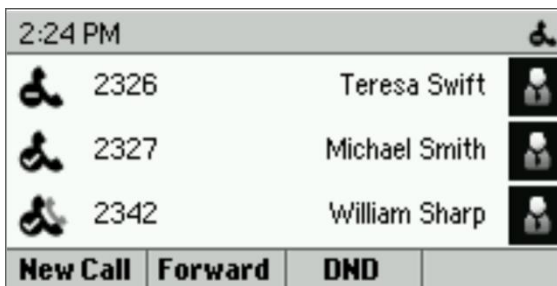 2:24 PM
2326 Teresa Swift
2327 Michael Smith
2342 William Sharp
New Call Forward DND